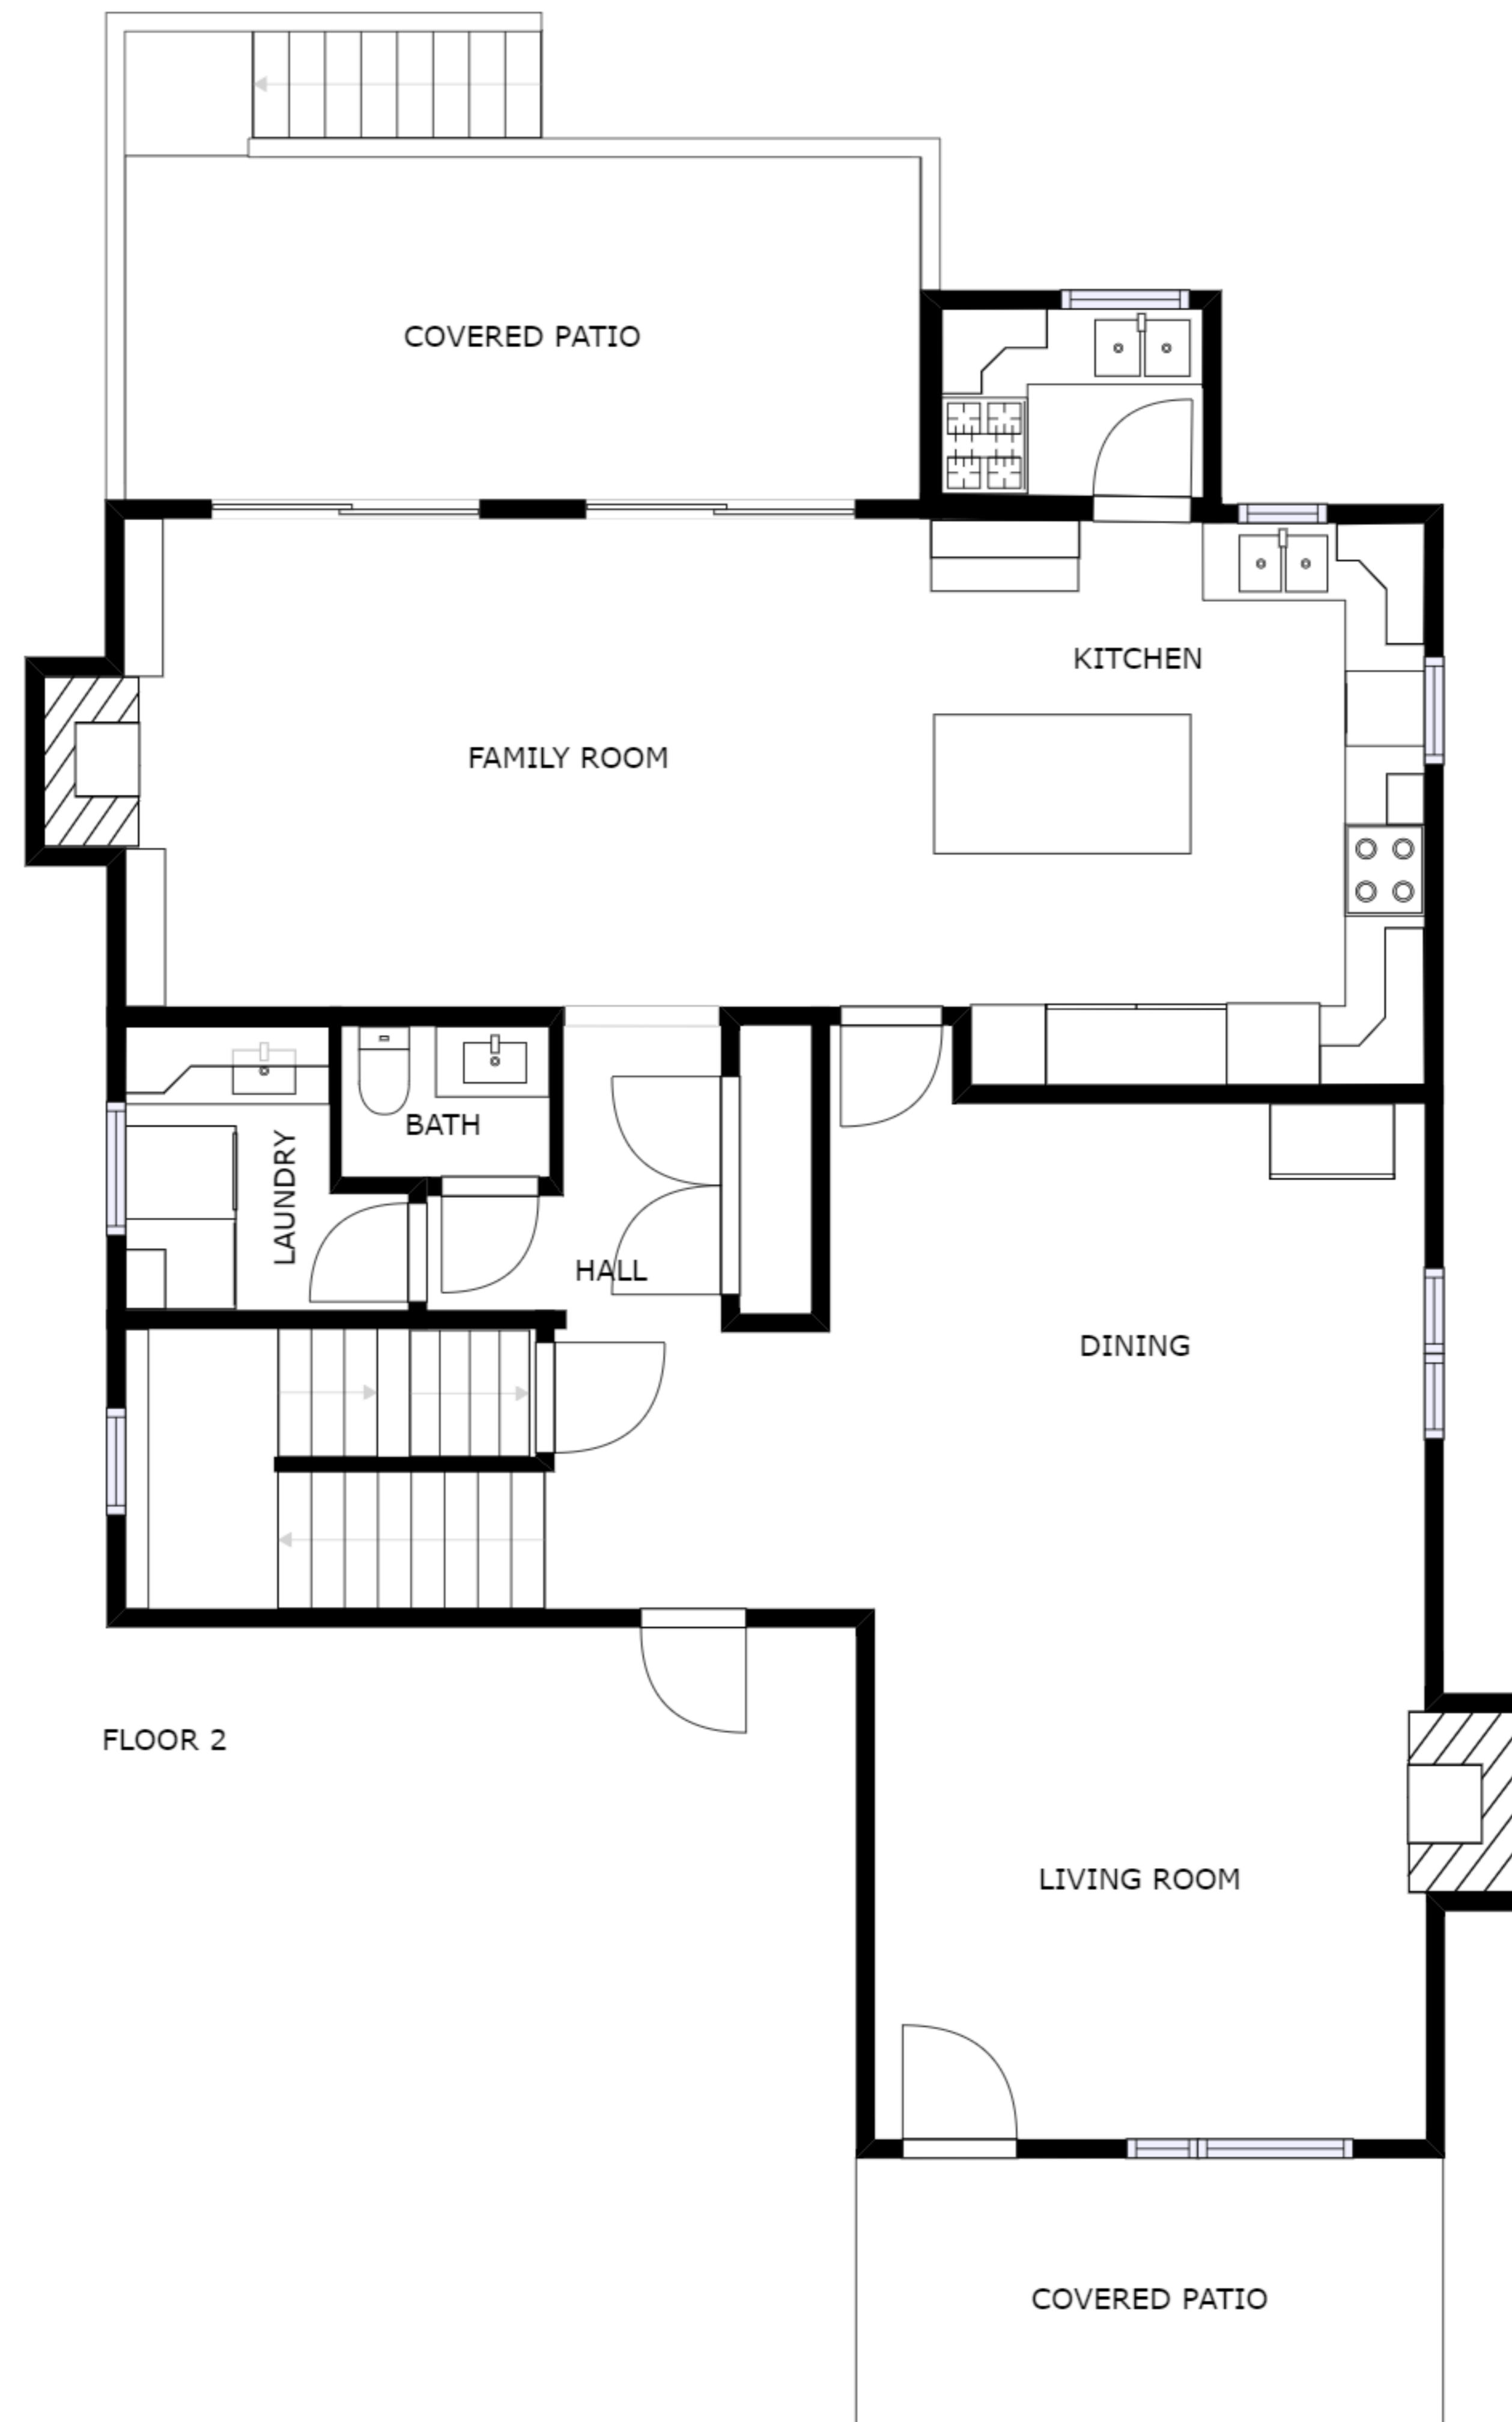 COVERED PATIO
KITCHEN
FAMILY ROOM
BATH
LAUNDRY
HALL
DINING
FLOOR 2
LIVING ROOM
COVERED PATIO